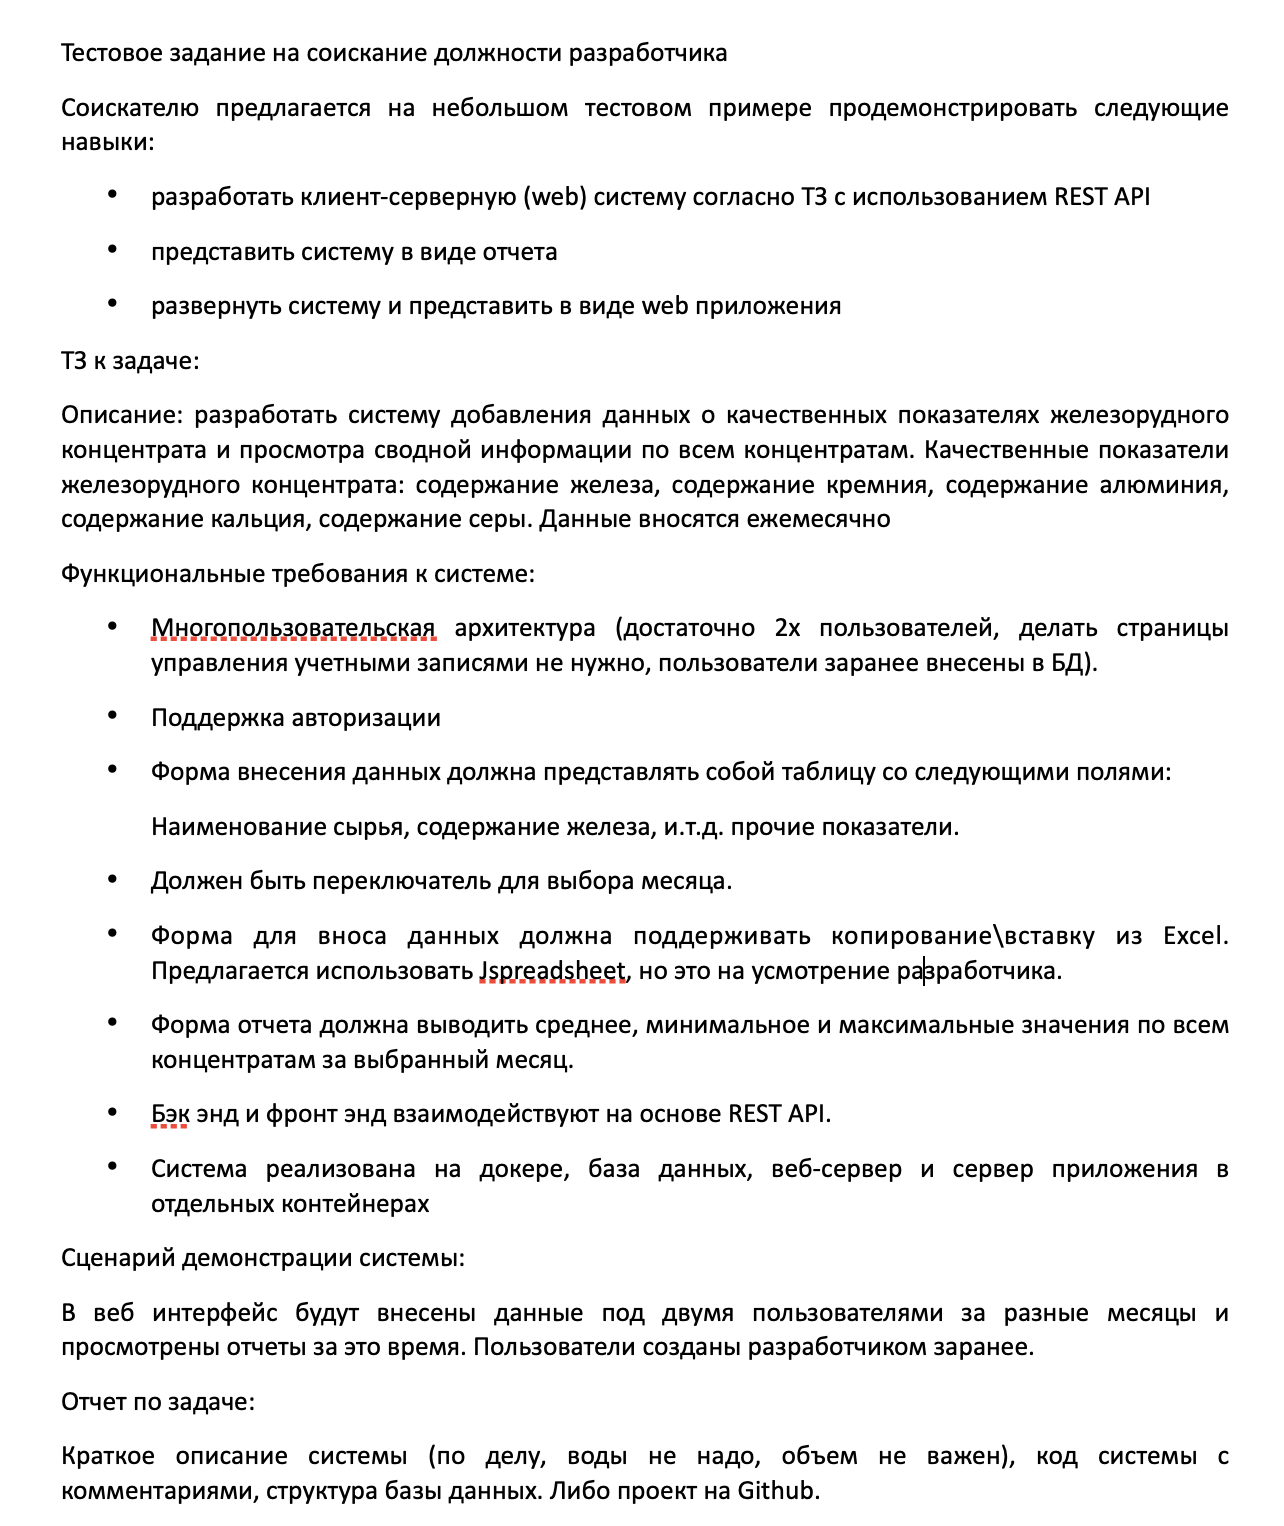 Тестовое задание на соискание должности разработчика
Соискателю предлагается на небольшом тестовом примере продемонстрировать следующие
навыки:
• разработать клиент-серверную (web) систему согласно ТЗ с использованием REST API
• представить систему в виде отчета
• развернуть систему и представить в виде web приложения
ТЗ к задаче:
Описание: разработать систему добавления данных о качественных показателях железорудного
концентрата и просмотра сводной информации по всем концентратам. Качественные показатели
железорудного концентрата: содержание железа, содержание кремния, содержание алюминия,
содержание кальция, содержание серы. Данные вносятся ежемесячно
Функциональные требования к системе:
• Многопользовательская архитектура (достаточно 2х пользователей, делать страницы
управления учетными записями не нужно, пользователи заранее внесены в БД).
• Поддержка авторизации
• Форма внесения данных должна представлять собой таблицу со следующими полями:
Наименование сырья, содержание железа, и.т.д. прочие показатели.
• Должен быть переключатель для выбора месяца.
• Форма для вноса данных должна поддерживать копирование\вставку из Excel.
Предлагается использовать Jspreadsheet, но это на усмотрение разработчика.
• Форма отчета должна выводить среднее, минимальное и максимальные значения по всем
концентратам за выбранный месяц.
• Бэк энд и фронт энд взаимодействуют на основе REST API.
• Система реализована на докере, база данных, веб-сервер и сервер приложения в
отдельных контейнерах
Сценарий демонстрации системы:
В веб интерфейс будут внесены данные под двумя пользователями за разные месяцы и
просмотрены отчеты за это время. Пользователи созданы разработчиком заранее.
Отчет по задаче:
Краткое описание системы (по делу, воды не надо, объем не важен), код системы с
комментариями, структура базы данных. Либо проект на Github.